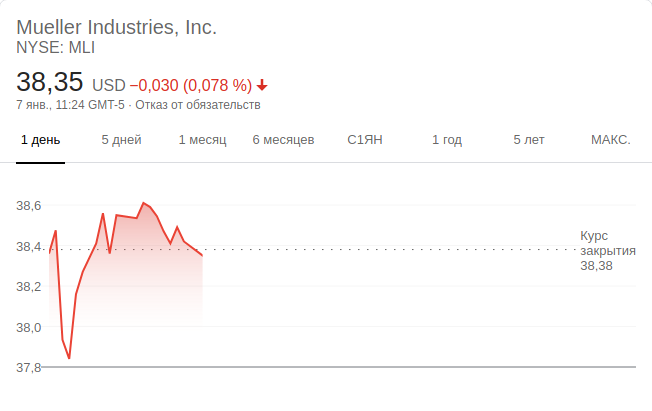 Mueller Industries, Inc.
NYSE: MLI
38,35 USD −0,030 (0,078 %)
7 янв., 11:24 GMT-5 · Отказ от обязательств
1 день 5 дней 1 месяц 6 месяцев С1ЯН 1 год 5 лет МАКС.
38,6
38,4
38,2
38,0
37,8
Курс
закрытия
38,38